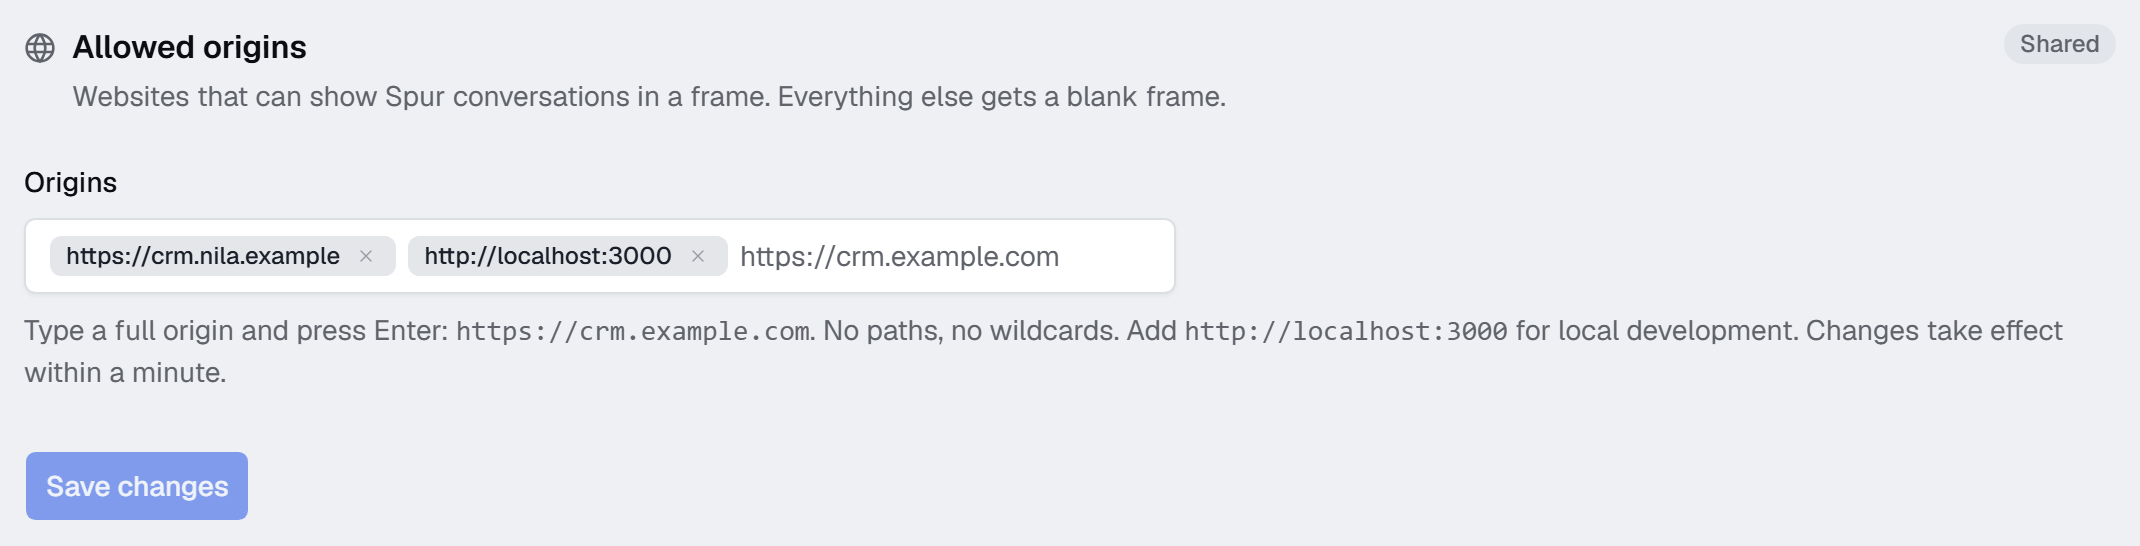 Allowed origins
Shared
Websites that can show Spur conversations in a frame. Everything else gets a blank frame.
Origins
https://crm.nila.example × http://localhost:3000 × https://crm.example.com
Type a full origin and press Enter: https://crm.example.com. No paths, no wildcards. Add http://localhost:3000 for local development. Changes take effect
within a minute.
Save changes